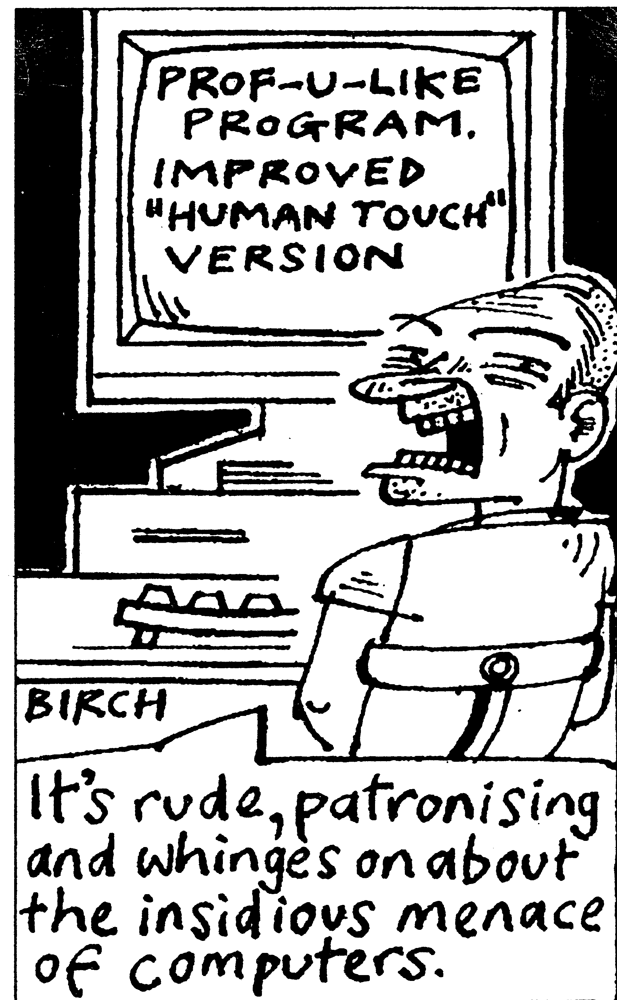 PROF-U-LIKE
PROGRAM.
IMPROVED
"HUMAN TOUCH"
VERSION
BIRCH
It's rude, patronising
and whinges on about
the insidious menace
of computers.